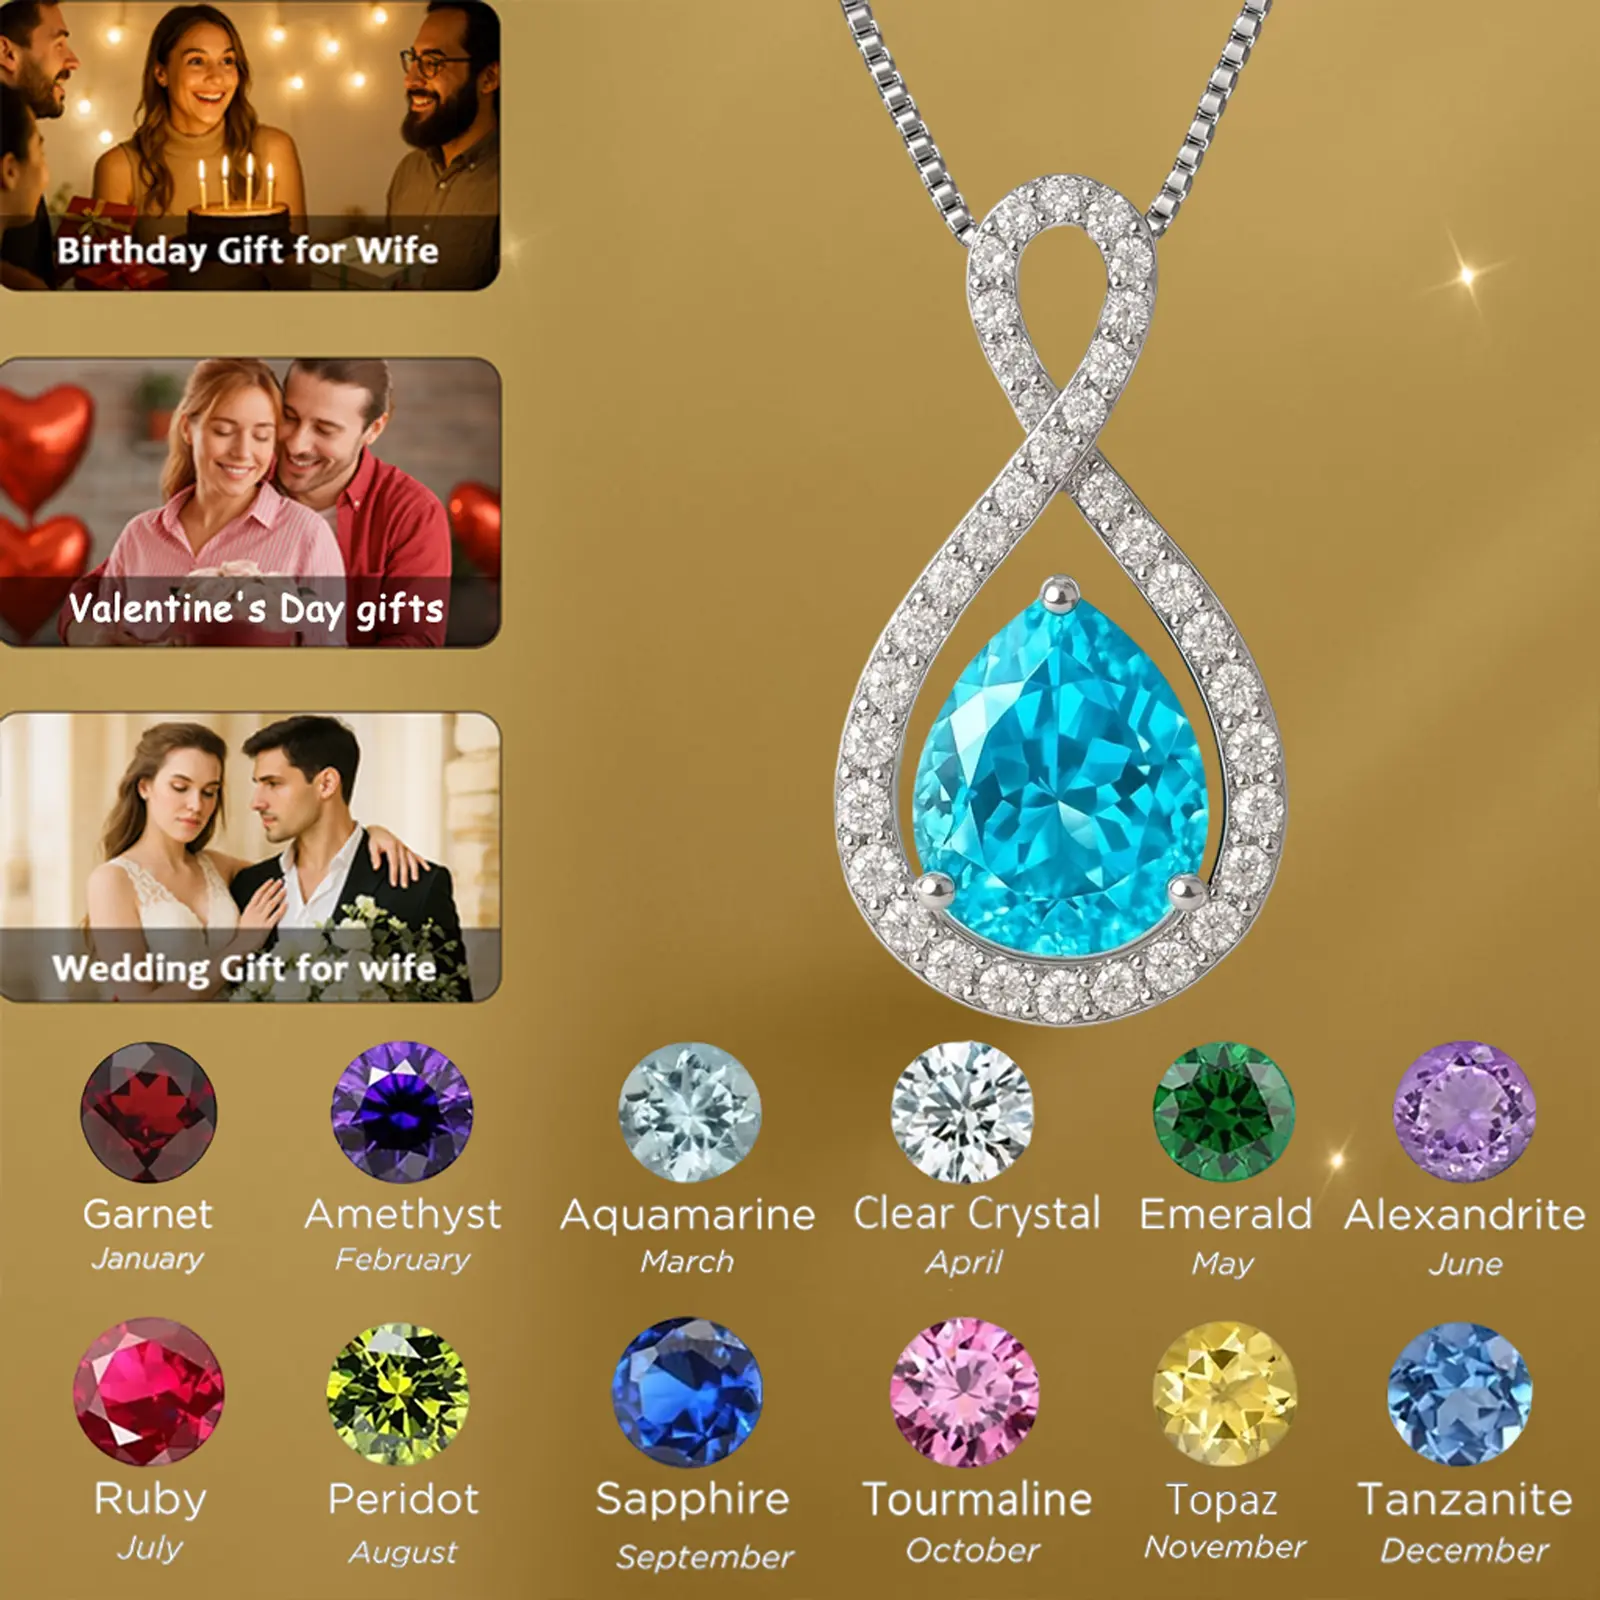 Birthday Gift for Wife
Valentine's Day gifts
Wedding Gift for wife
Garnet
January
Amethyst
February
Aquamarine
March
Clear Crystal
April
Emerald
May
Alexandrite
June
Ruby
July
Peridot
August
Sapphire
September
Tourmaline
October
Topaz
November
Tanzanite
December